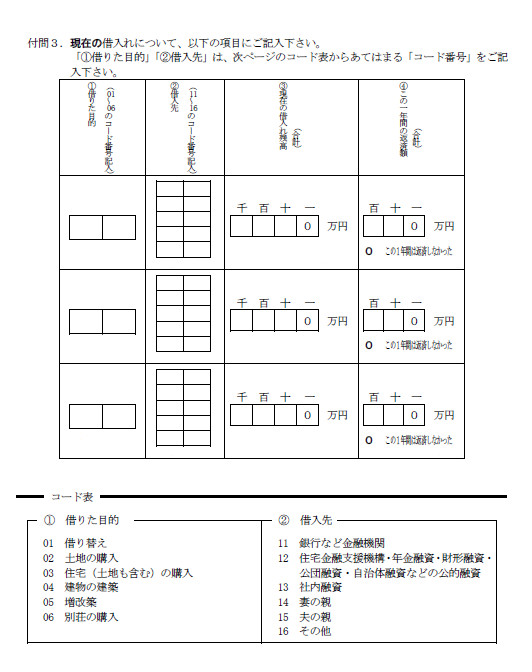 付問３．現在の借入れについて、以下の項目にご記入下さい。
「①借りた目的」「②借入先」は、次ページのコード表からあてはまる「コード番号」をご記
入下さい。
①借りた目的
（01～06のコード番号記入）
②借入先
（11～16のコード番号記入）
③現在の借入れ残高
（合計）
④この一年間の返済額
（合計）
千 百 十 一
0 万円
百 十 一
0 万円
0 この1年間は返済しなかった
千 百 十 一
0 万円
百 十 一
0 万円
0 この1年間は返済しなかった
千 百 十 一
0 万円
百 十 一
0 万円
0 この1年間は返済しなかった
コード表
① 借りた目的
01 借り替え
02 土地の購入
03 住宅（土地も含む）の購入
04 建物の建築
05 増改築
06 別荘の購入
② 借入先
11 銀行など金融機関
12 住宅金融支援機構・年金融資・財形融資・
公団融資・自治体融資などの公的融資
13 社内融資
14 妻の親
15 夫の親
16 その他